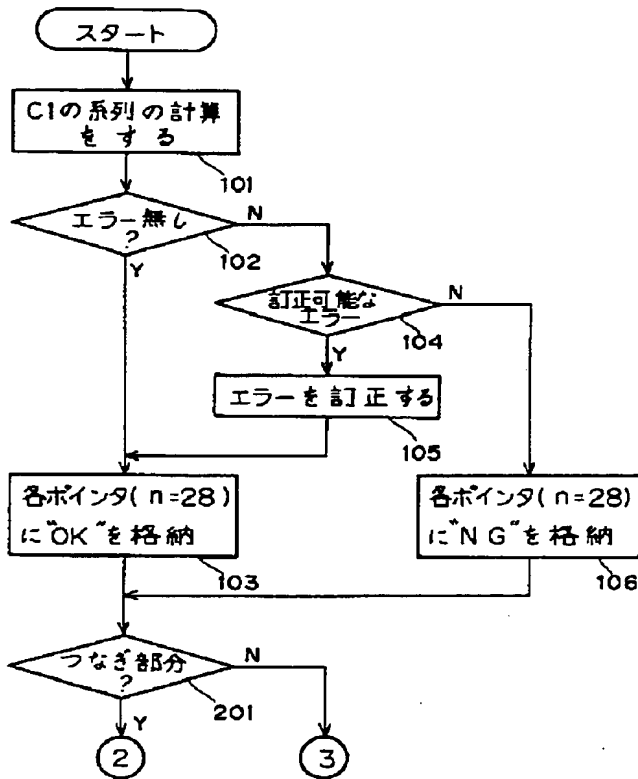 スタート
C1の系列の計算
をする
101
エラー無し
?
N
102
Y
訂正可能な
エラー
N
104
Y
エラーを訂正する
105
各ポインタ(n=28)
に"OK"を格納
103
各ポインタ(n=28)
に"NG"を格納
106
つなぎ部分
?
N
201
Y
2
3